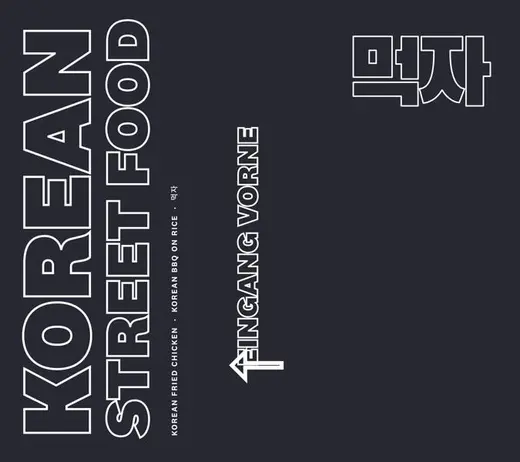 KOREAN
STREET FOOD
KOREAN FRIED CHICKEN · KOREAN BBQ ON RICE · 먹자
EINGANG VORNE
먹자